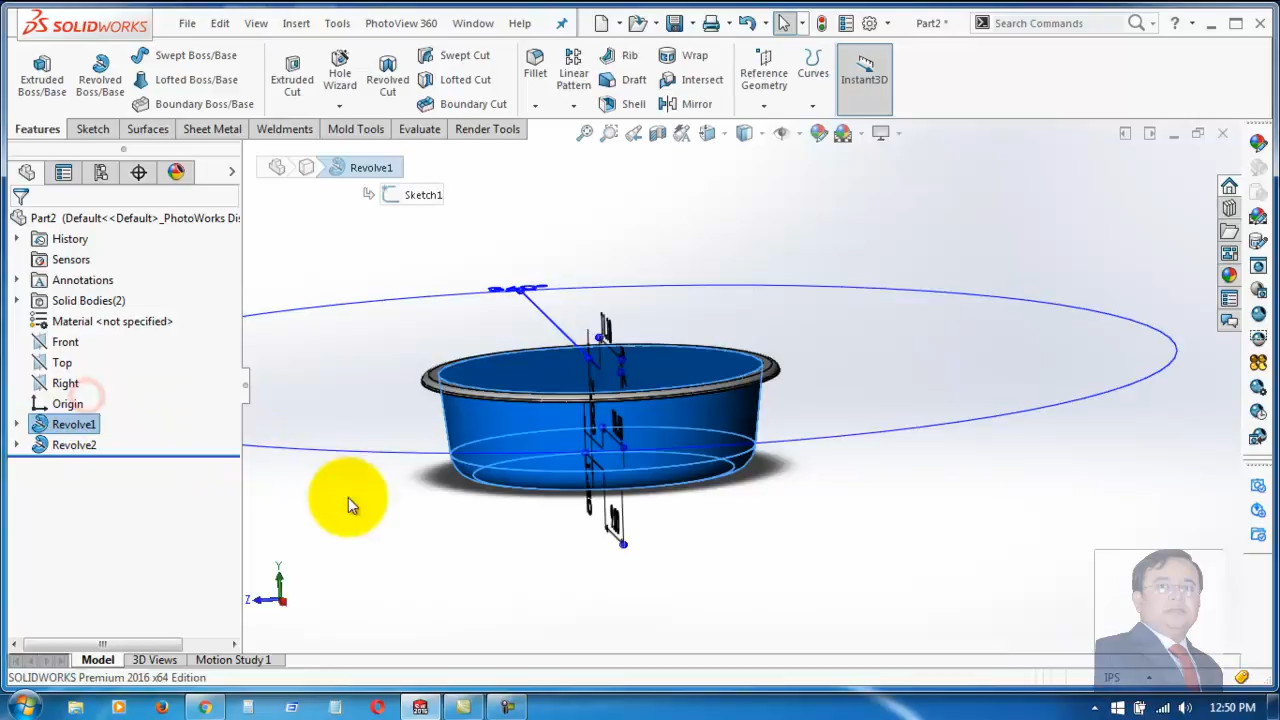 SOLIDWORKS File Edit View Insert Tools PhotoView 360 Window Help Part2 * Search Commands
Extruded Boss/Base
Revolved Boss/Base
Swept Boss/Base
Lofted Boss/Base
Boundary Boss/Base
Extruded Cut
Hole Wizard
Revolved Cut
Swept Cut
Lofted Cut
Boundary Cut
Fillet
Linear Pattern
Rib
Draft
Shell
Wrap
Intersect
Mirror
Reference Geometry
Curves
Instant3D
Features Sketch Surfaces Sheet Metal Weldments Mold Tools Evaluate Render Tools
Revolve1
Sketch1
Part2 (Default<<Default>_PhotoWorks Dis
History
Sensors
Annotations
Solid Bodies(2)
Material <not specified>
Front
Top
Right
Origin
Revolve1
Revolve2
Y
Z
Model 3D Views Motion Study 1
SOLIDWORKS Premium 2016 x64 Edition IPS
12:50 PM